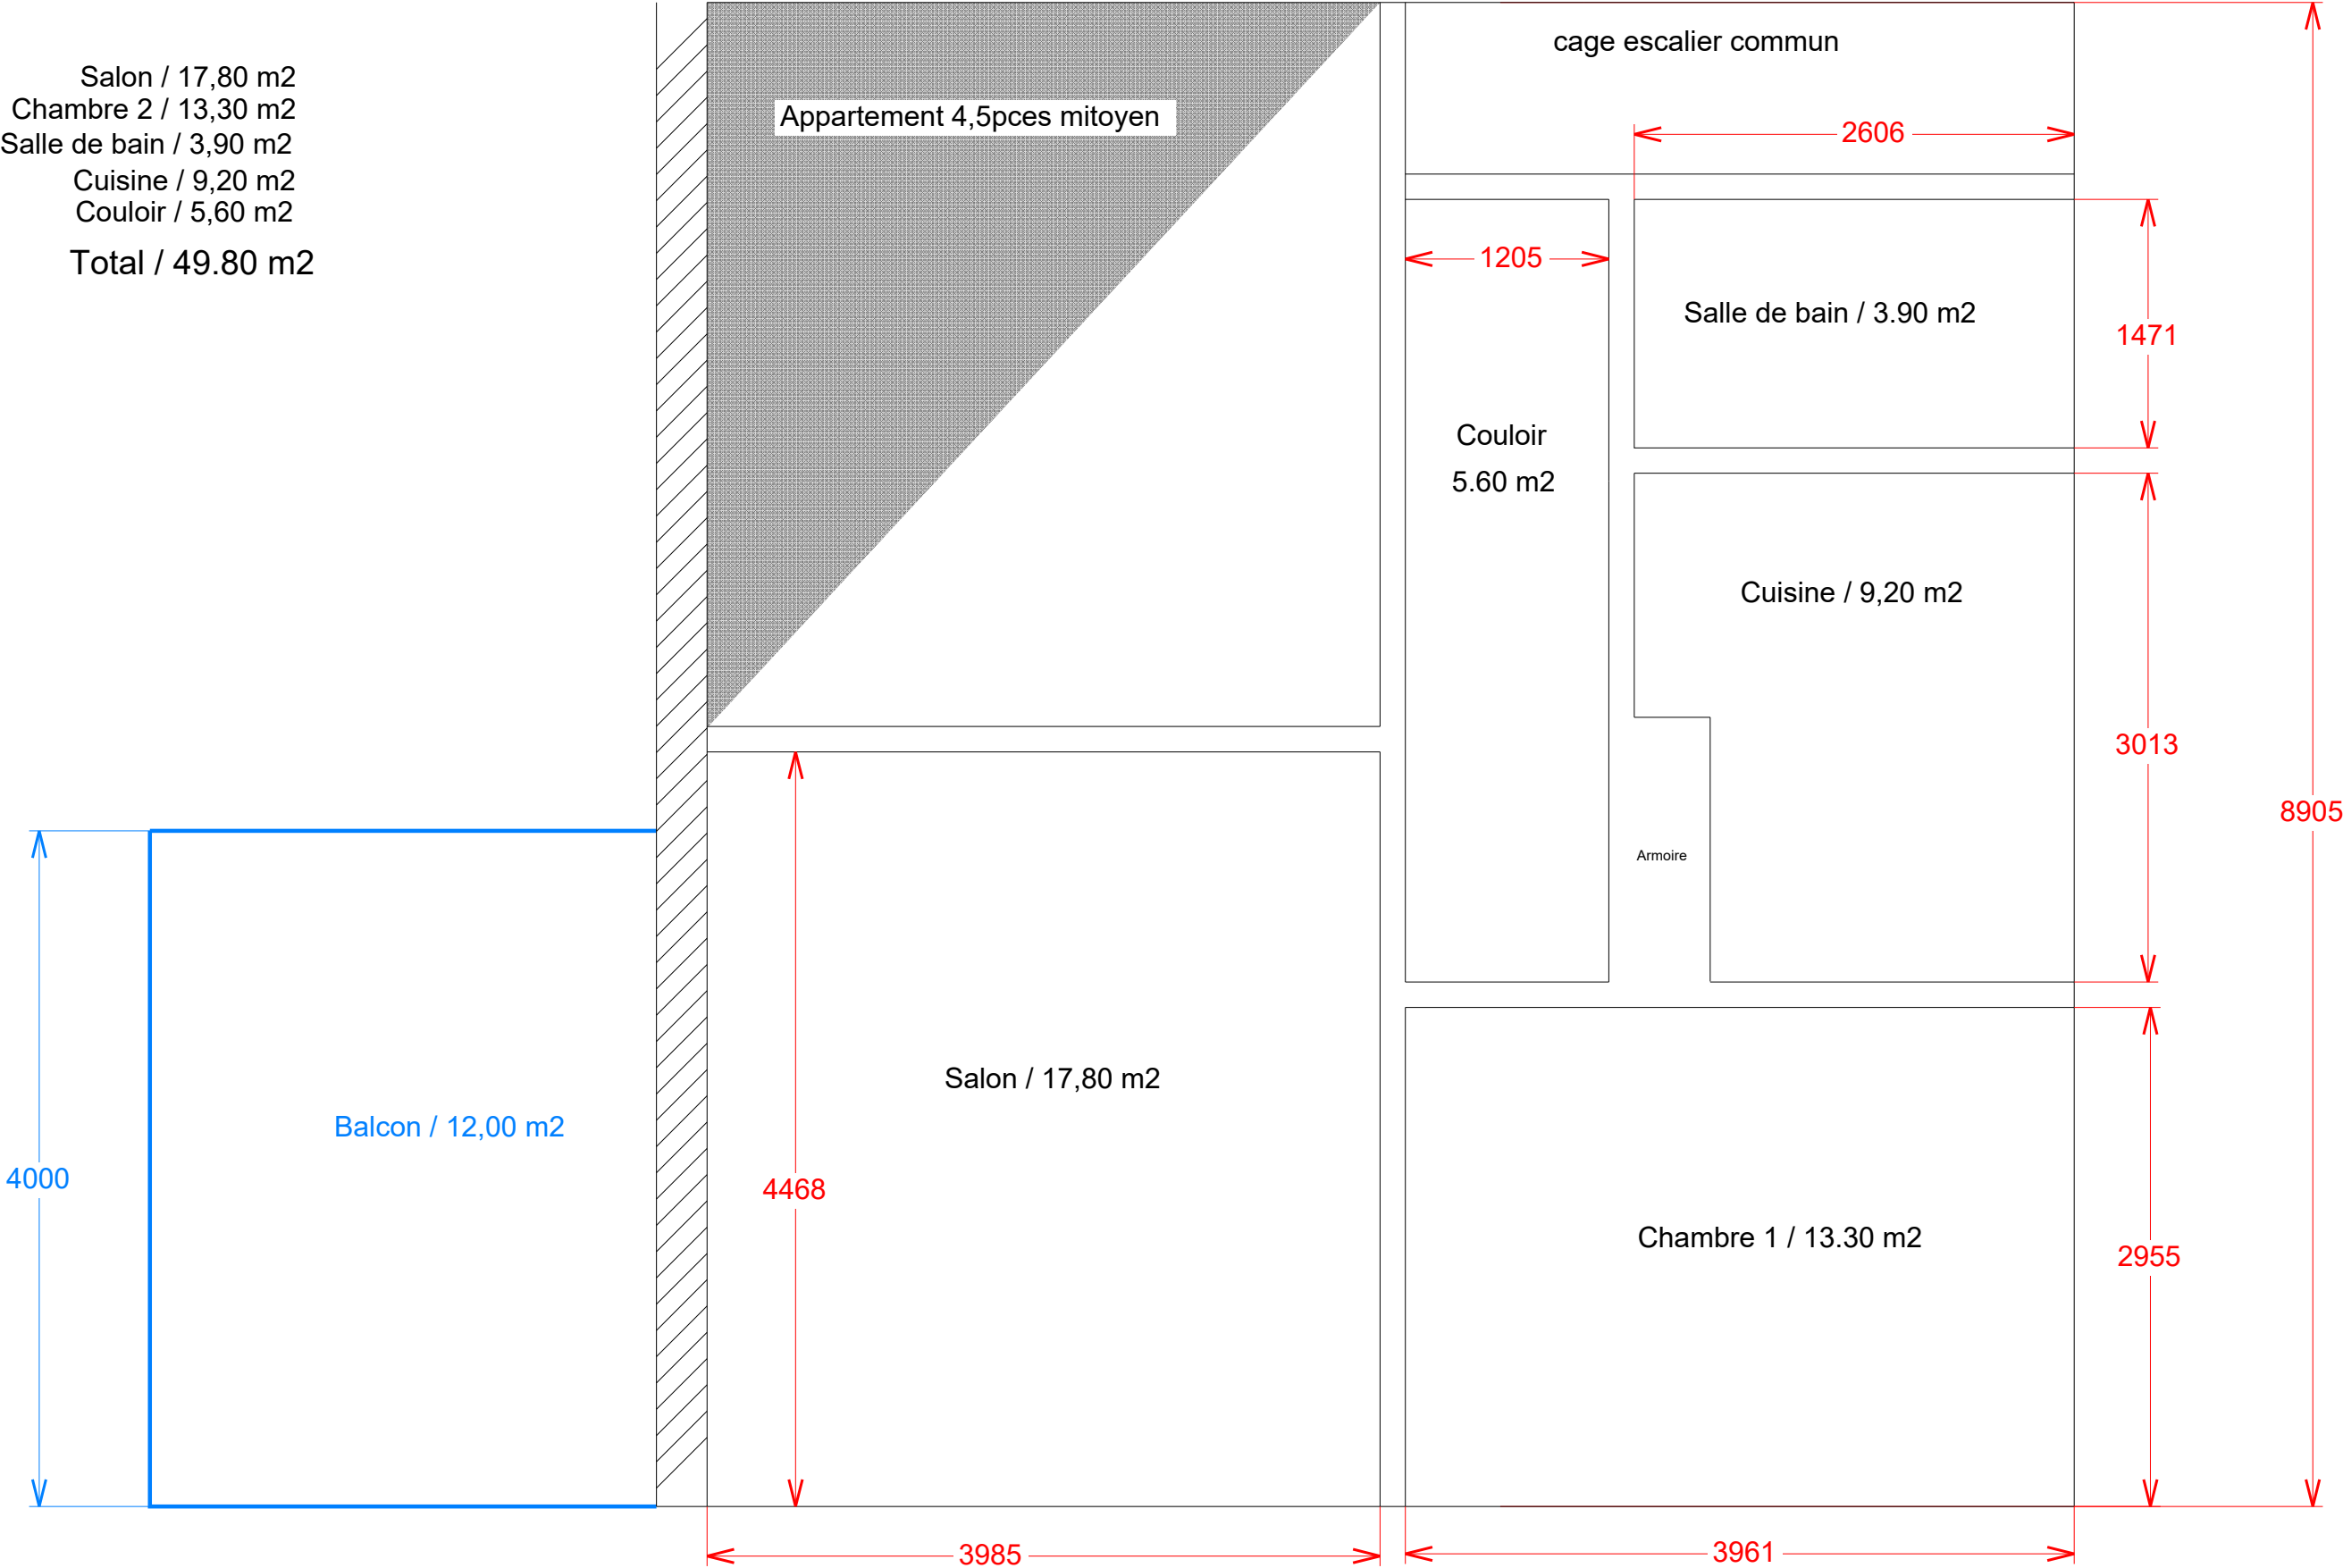 Salon / 17,80 m2
Chambre 2 / 13,30 m2
Salle de bain / 3,90 m2
Cuisine / 9,20 m2
Couloir / 5,60 m2
Total / 49.80 m2
cage escalier commun
Appartement 4,5pces mitoyen
2606
1205
Salle de bain / 3.90 m2
1471
Couloir
5.60 m2
Cuisine / 9,20 m2
3013
8905
Armoire
Salon / 17,80 m2
Balcon / 12,00 m2
4000
4468
Chambre 1 / 13.30 m2
2955
3985
3961